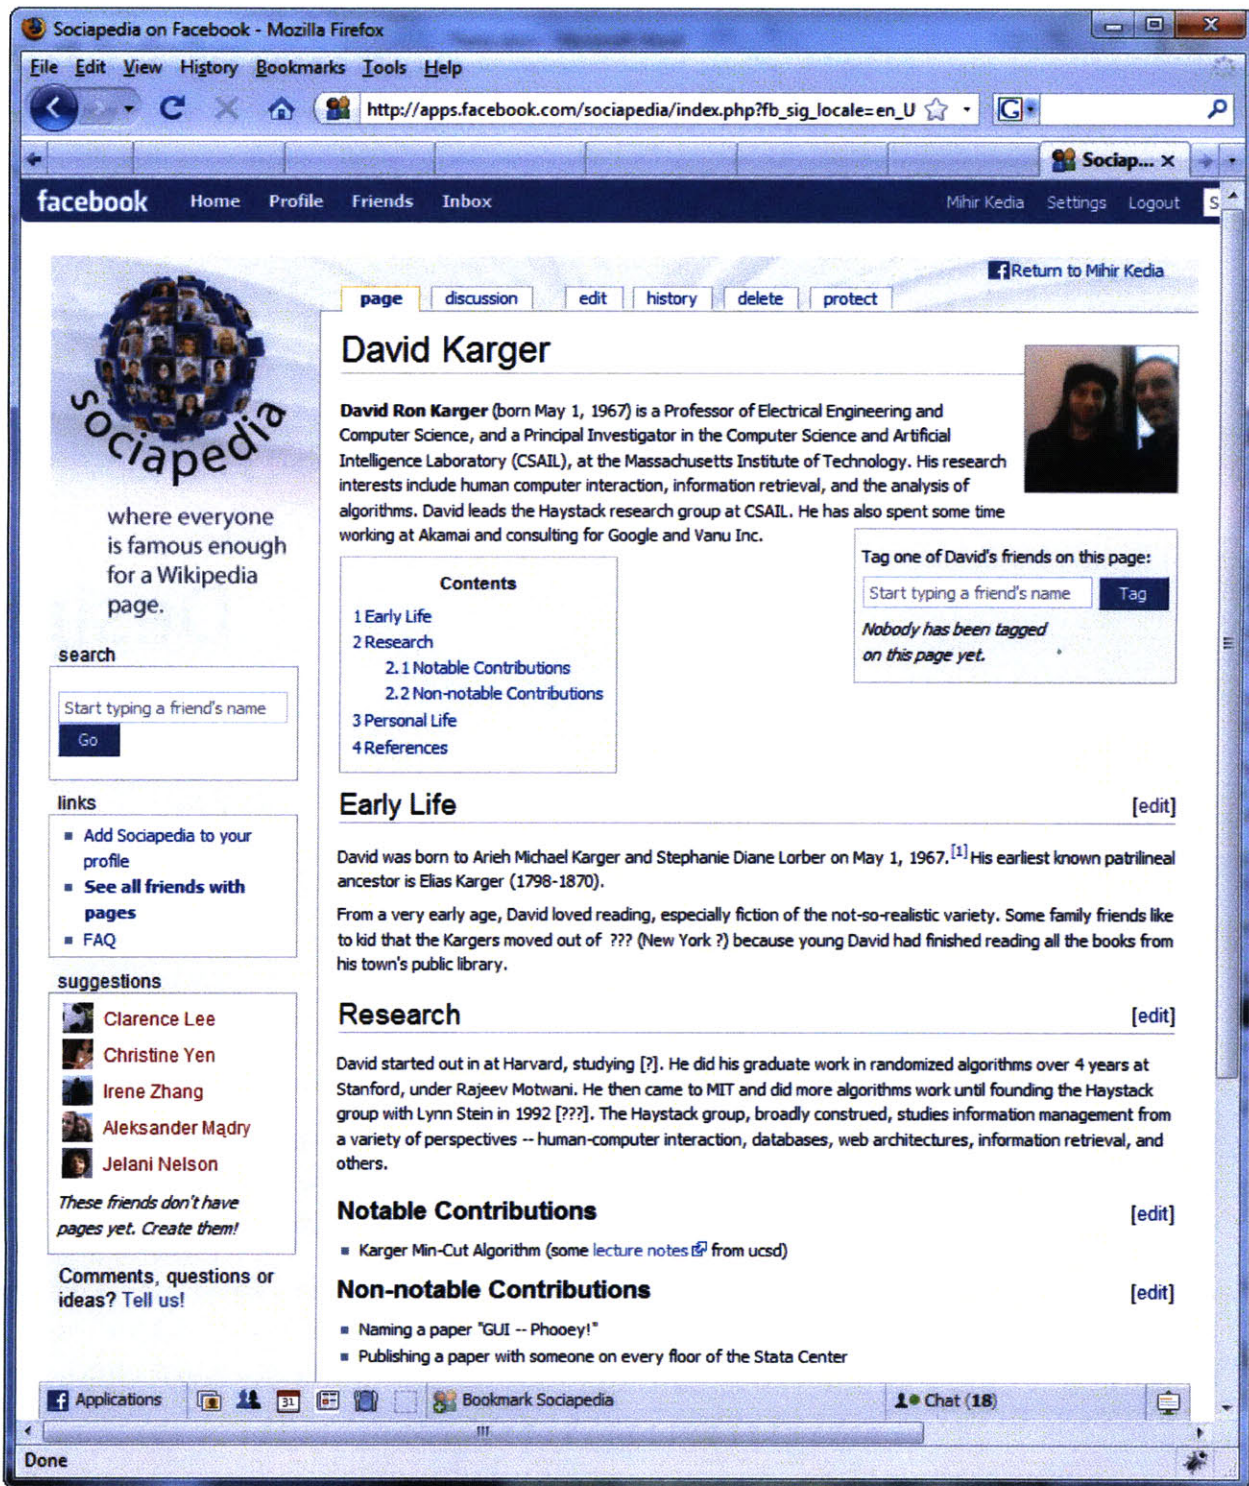 Sociapedia on Facebook - Mozilla Firefox
File Edit View History Bookmarks Tools Help
http://apps.facebook.com/sociapedia/index.php?fb_sig_locale=en_U
G
Sociap...
facebook Home Profile Friends Inbox Mihir Kedia Settings Logout S
Return to Mihir Kedia
page discussion edit history delete protect
sociapedia
where everyone
is famous enough
for a Wikipedia
page.
search
Start typing a friend's name
Go
links
Add Sociapedia to your
profile
See all friends with
pages
FAQ
suggestions
Clarence Lee
Christine Yen
Irene Zhang
Aleksander Mądry
Jelani Nelson
These friends don't have
pages yet. Create them!
Comments, questions or
ideas? Tell us!
David Karger
David Ron Karger (born May 1, 1967) is a Professor of Electrical Engineering and
Computer Science, and a Principal Investigator in the Computer Science and Artificial
Intelligence Laboratory (CSAIL), at the Massachusetts Institute of Technology. His research
interests include human computer interaction, information retrieval, and the analysis of
algorithms. David leads the Haystack research group at CSAIL. He has also spent some time
working at Akamai and consulting for Google and Vanu Inc.
Tag one of David's friends on this page:
Start typing a friend's name Tag
Nobody has been tagged
on this page yet.
Contents
1 Early Life
2 Research
2.1 Notable Contributions
2.2 Non-notable Contributions
3 Personal Life
4 References
Early Life [edit]
David was born to Arieh Michael Karger and Stephanie Diane Lorber on May 1, 1967.[1] His earliest known patrilineal
ancestor is Elias Karger (1798-1870).
From a very early age, David loved reading, especially fiction of the not-so-realistic variety. Some family friends like
to kid that the Kargers moved out of ??? (New York ?) because young David had finished reading all the books from
his town's public library.
Research [edit]
David started out in at Harvard, studying [?]. He did his graduate work in randomized algorithms over 4 years at
Stanford, under Rajeev Motwani. He then came to MIT and did more algorithms work until founding the Haystack
group with Lynn Stein in 1992 [???]. The Haystack group, broadly construed, studies information management from
a variety of perspectives -- human-computer interaction, databases, web architectures, information retrieval, and
others.
Notable Contributions [edit]
Karger Min-Cut Algorithm (some lecture notes from ucsd)
Non-notable Contributions [edit]
Naming a paper "GUI -- Phooey!"
Publishing a paper with someone on every floor of the Stata Center
Applications 31 Bookmark Sociapedia Chat (18)
Done